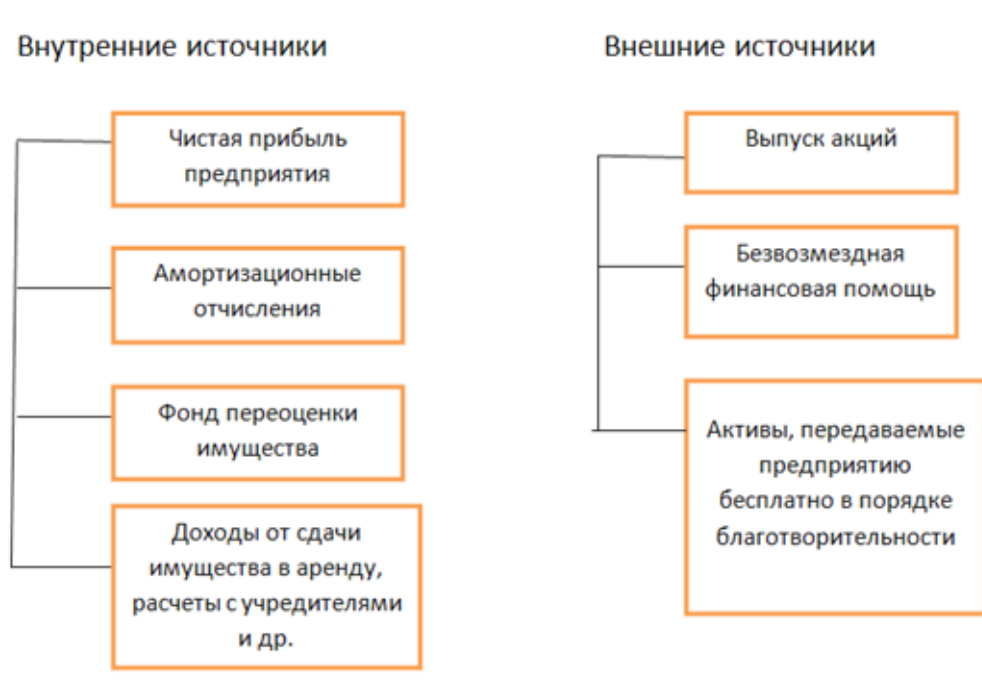 Внутренние источники
Чистая прибыль
предприятия
Амортизационные
отчисления
Фонд переоценки
имущества
Доходы от сдачи
имущества в аренду,
расчеты с учредителями
и др.
Внешние источники
Выпуск акций
Безвозмездная
финансовая помощь
Активы, передаваемые
предприятию
бесплатно в порядке
благотворительности